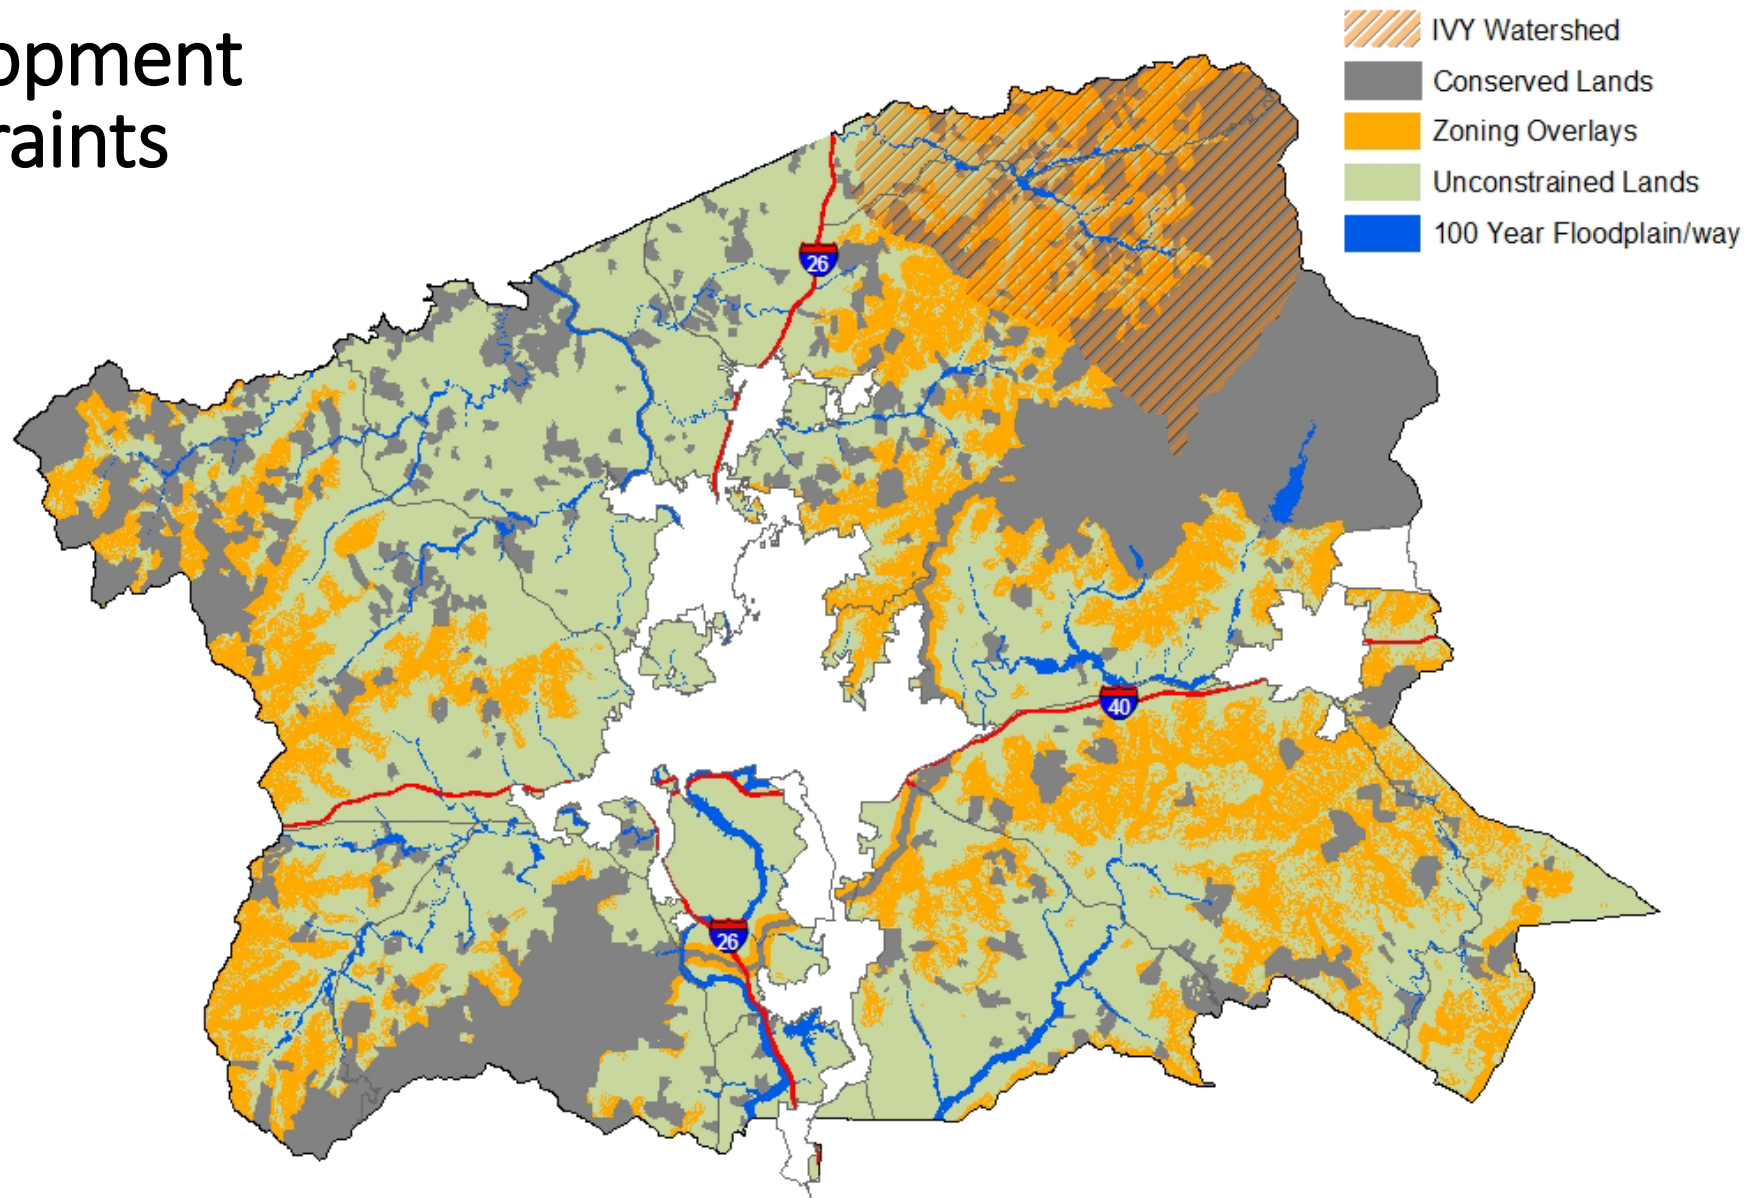 opment
raints
IVY Watershed
Conserved Lands
Zoning Overlays
Unconstrained Lands
100 Year Floodplain/way
26
40
26